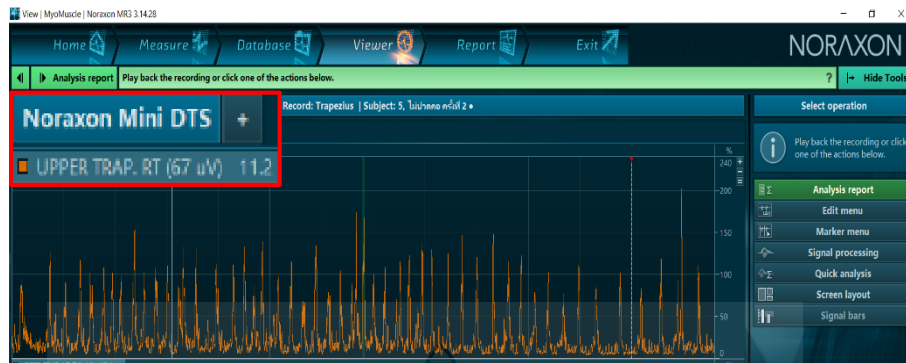 View | MyoMuscle | Noraxon MR3 3.14.28
Home
Measure
Database
Viewer
Report
Exit
NORAXON
Analysis report
Play back the recording or click one of the actions below.
?
Hide Tools
Noraxon Mini DTS +
Record: Trapezius | Subject: 5, ไม่ปาดคอ ครั้งที่ 2
UPPER TRAP. RT (67 uV) 11.2
%
240
200
150
100
50
0
Select operation
Play back the recording or click
one of the actions below.
Analysis report
Edit menu
Marker menu
Signal processing
Quick analysis
Screen layout
Signal bars